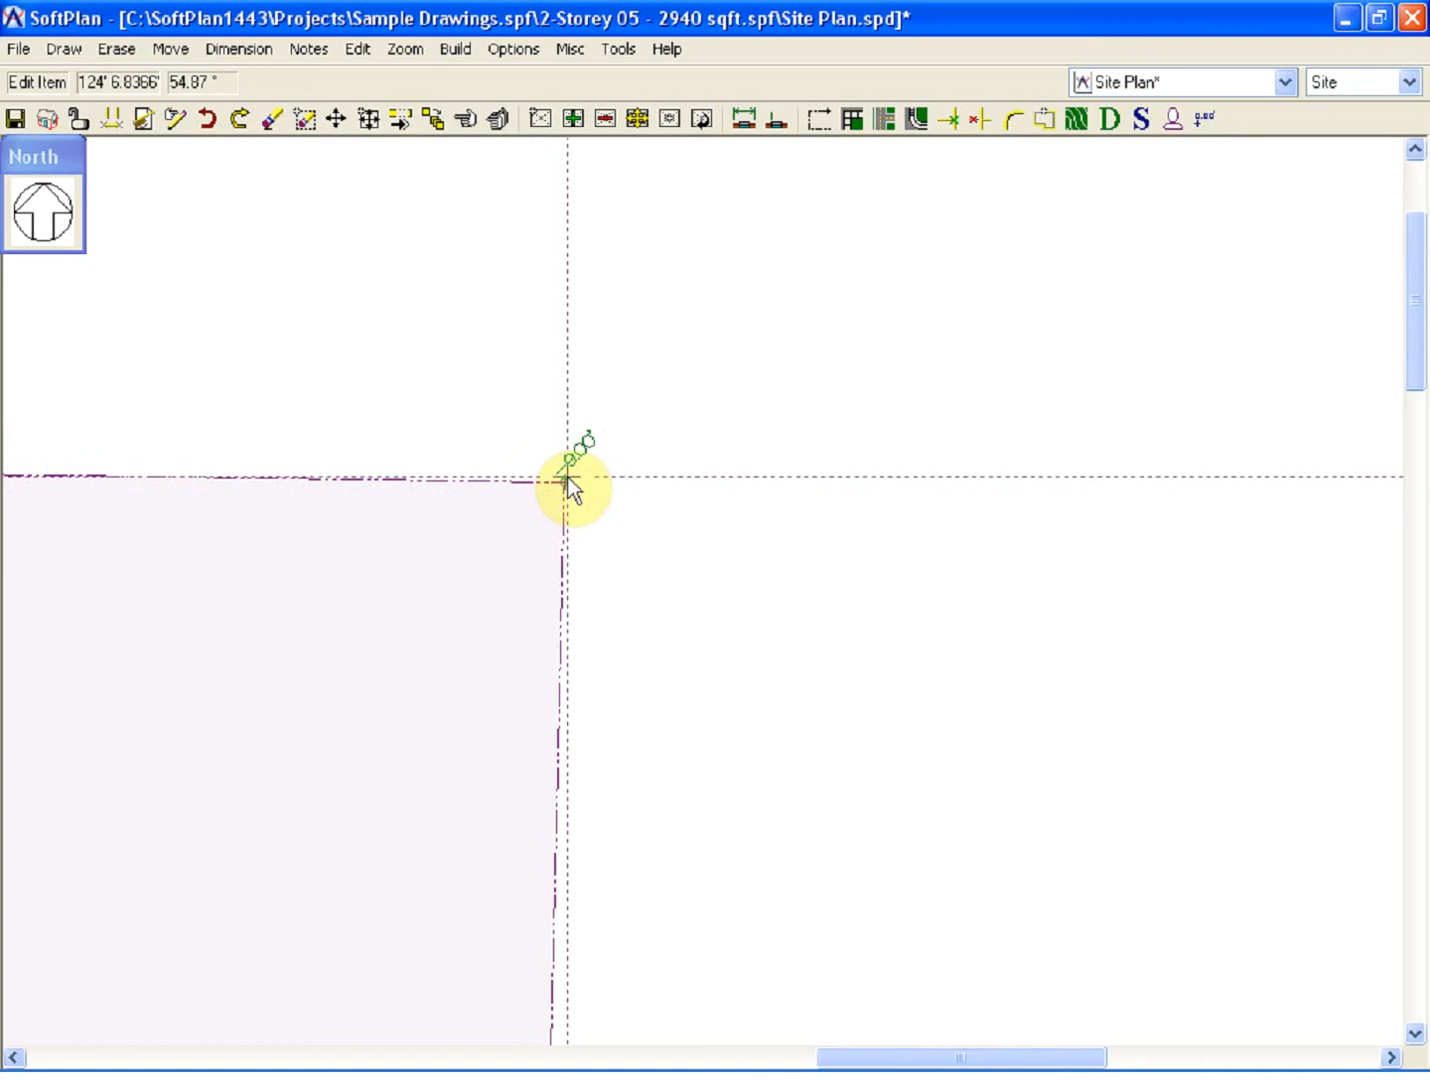 SoftPlan - [C:\SoftPlan1443\Projects\Sample Drawings.spf\2-Storey 05 - 2940 sqft.spf\Site Plan.spd]*
File Draw Erase Move Dimension Notes Edit Zoom Build Options Misc Tools Help
Edit Item 124' 6.8366' 54.87 ° Site Plan* Site
D S 0.00'
North